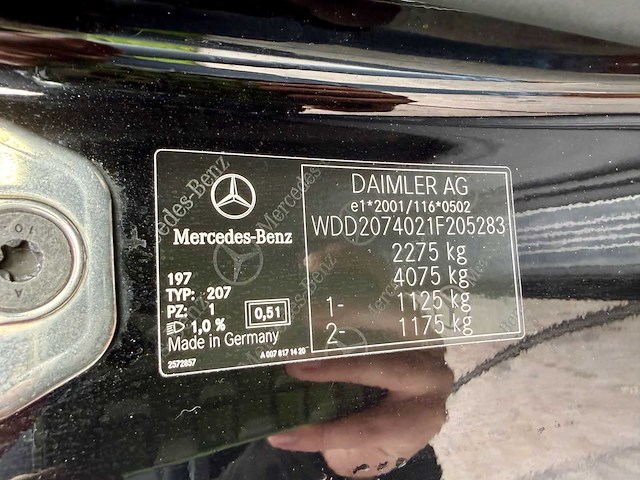 Mercedes-Benz
197
TYP: 207
PZ: 1
1,0 %
0,51
Made in Germany
2572857
A 007 817 14 20
DAIMLER AG
e1*2001/116*0502
WDD2074021F205283
2275 kg
4075 kg
1- 1125 kg
2- 1175 kg